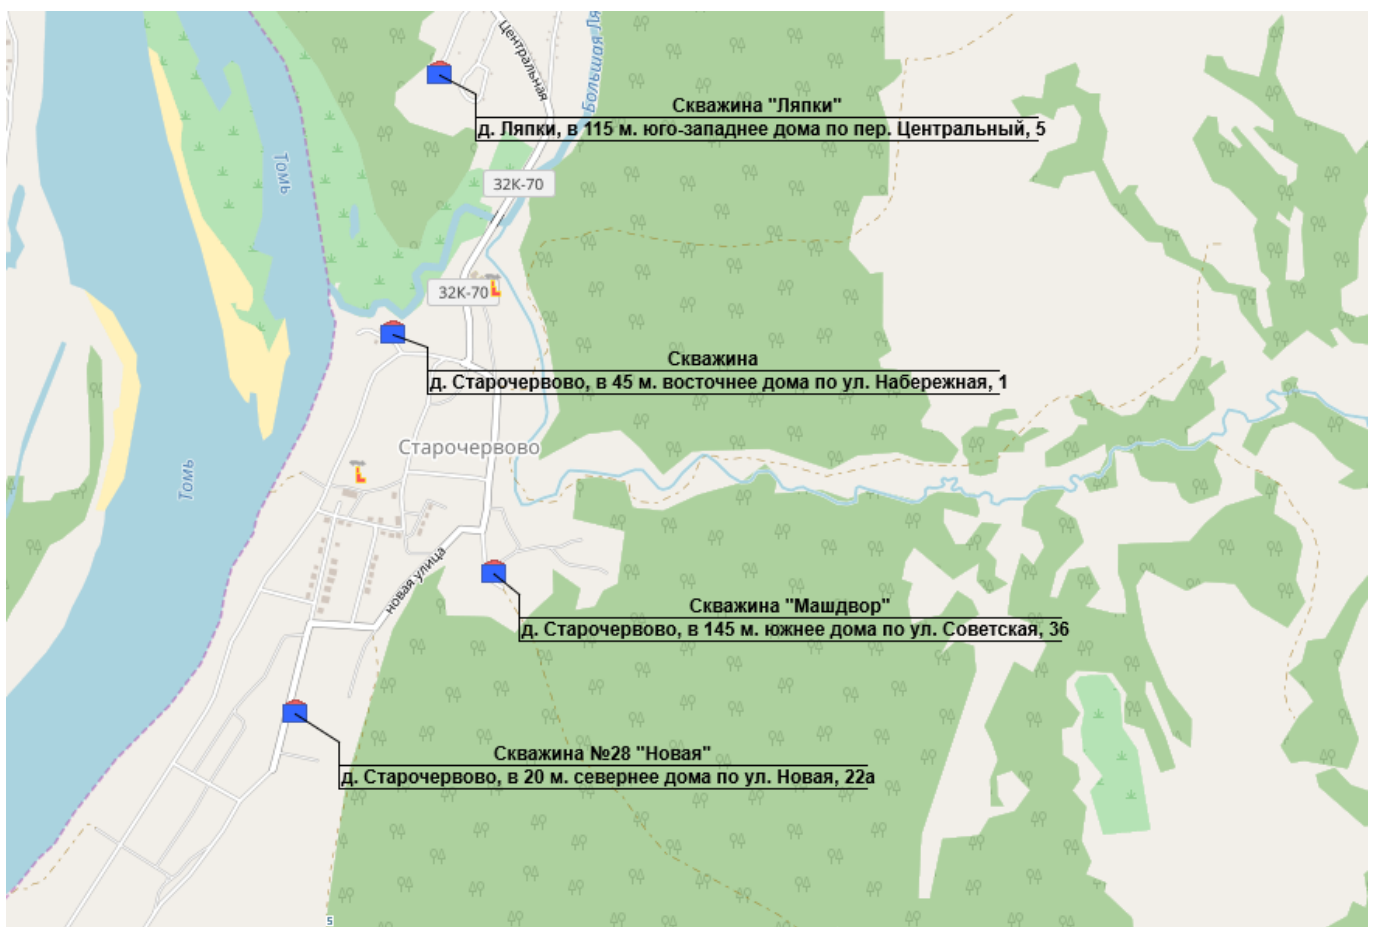 Центральная
Большая Ля
Скважина "Ляпки"
д. Ляпки, в 115 м. юго-западнее дома по пер. Центральный, 5
Томь
32К-70
32К-70
Скважина
д. Старочервово, в 45 м. восточнее дома по ул. Набережная, 1
Старочервово
Томь
новая улица
Скважина "Машдвор"
д. Старочервово, в 145 м. южнее дома по ул. Советская, 36
Скважина №28 "Новая"
д. Старочервово, в 20 м. севернее дома по ул. Новая, 22а
5